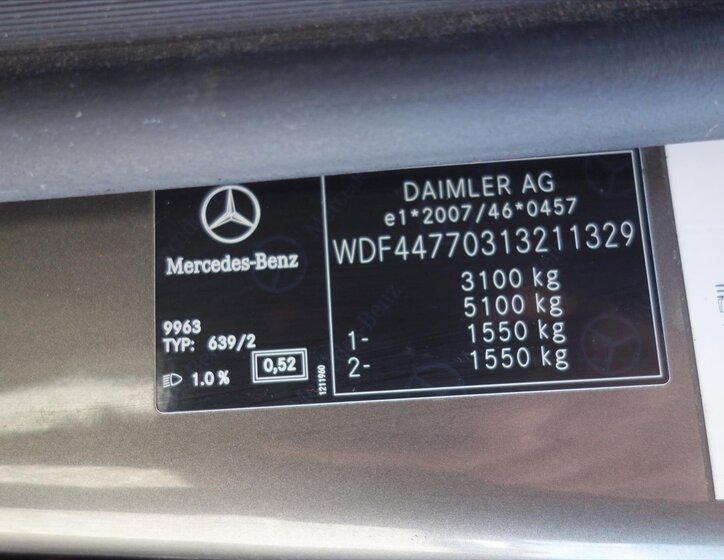 Mercedes-Benz
9963
TYP: 639/2
1.0 %
0,52
1211960
DAIMLER AG
e1*2007/46*0457
WDF44770313211329
3100 kg
5100 kg
1- 1550 kg
2- 1550 kg